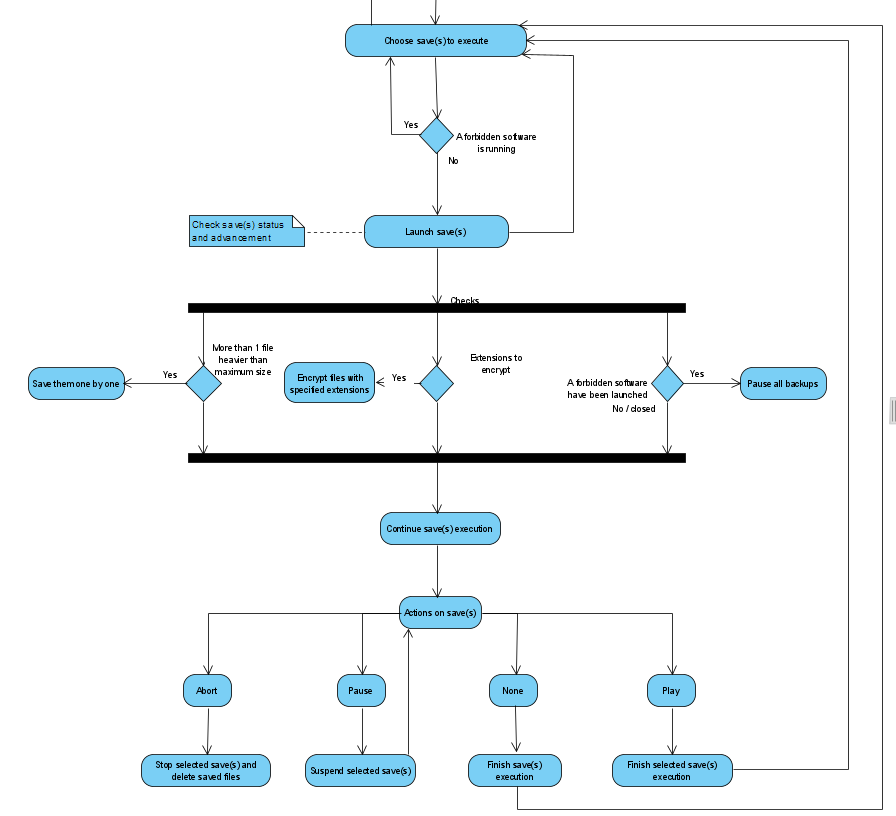 Choose save(s) to execute
Yes
A forbidden software
is running
No
Check save(s) status
and advancement
Launch save(s)
Checks
More than 1 file
heavier than
maximum size
Yes
Save them one by one
Extensions to
encrypt
Yes
Encrypt files with
specified extensions
A forbidden software
have been launched
Yes
No / closed
Pause all backups
Continue save(s) execution
Actions on save(s)
Abort
Pause
None
Play
Stop selected save(s) and
delete saved files
Suspend selected save(s)
Finish save(s)
execution
Finish selected save(s)
execution